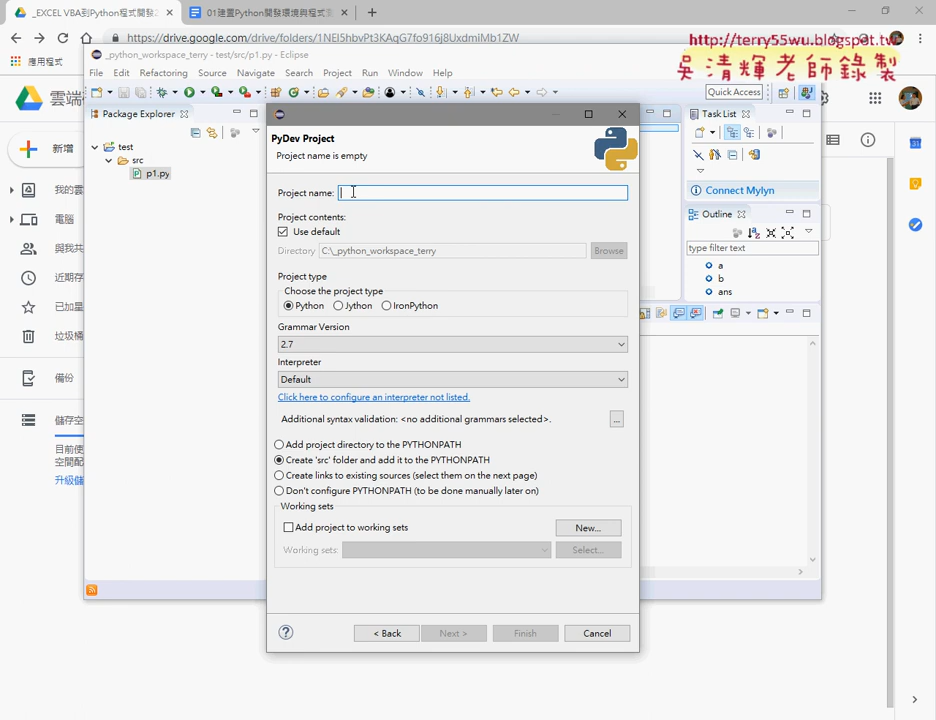 _EXCEL VBA到Python程式開發
01建置Python開發環境與程式
https://drive.google.com/drive/folders/1NEI5hbvPt3KAqG7fo916j8UxdmiMb1ZW
http://terry55wu.blogspot.tw
吳清輝老師錄製
應用程式
_python_workspace_terry - test/src/p1.py - Eclipse
File Edit Refactoring Source Navigate Search Project Run Window Help
Quick Access
雲端
新增
我的雲
電腦
與我共
近期存
已加星
垃圾桶
備份
儲存空
目前使
空間配
升級儲
Package Explorer
test
src
p1.py
PyDev Project
Project name is empty
Project name:
Project contents:
Use default
Directory C:\_python_workspace_terry Browse
Project type
Choose the project type
Python Jython IronPython
Grammar Version
2.7
Interpreter
Default
Click here to configure an interpreter not listed.
Additional syntax validation: <no additional grammars selected>. ...
Add project directory to the PYTHONPATH
Create 'src' folder and add it to the PYTHONPATH
Create links to existing sources (select them on the next page)
Don't configure PYTHONPATH (to be done manually later on)
Working sets
Add project to working sets New...
Working sets: Select...
< Back Next > Finish Cancel
Task List
Connect Mylyn
Outline
type filter text
a
b
ans